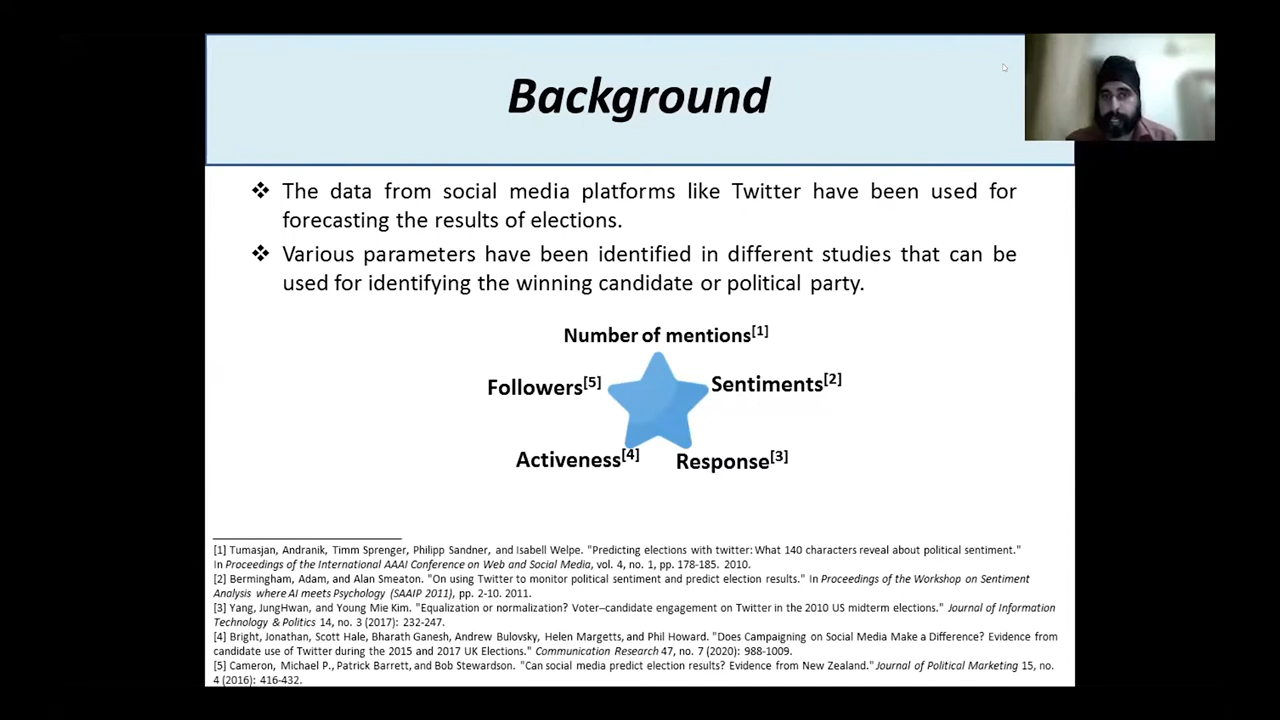 Background
❖ The data from social media platforms like Twitter have been used for
forecasting the results of elections.
❖ Various parameters have been identified in different studies that can be
used for identifying the winning candidate or political party.
Number of mentions[1]
Followers[5]
Sentiments[2]
Activeness[4]
Response[3]
[1] Tumasjan, Andranik, Timm Sprenger, Philipp Sandner, and Isabell Welpe. "Predicting elections with twitter: What 140 characters reveal about political sentiment."
In Proceedings of the International AAAI Conference on Web and Social Media, vol. 4, no. 1, pp. 178-185. 2010.
[2] Bermingham, Adam, and Alan Smeaton. "On using Twitter to monitor political sentiment and predict election results." In Proceedings of the Workshop on Sentiment
Analysis where AI meets Psychology (SAAIP 2011), pp. 2-10. 2011.
[3] Yang, JungHwan, and Young Mie Kim. "Equalization or normalization? Voter–candidate engagement on Twitter in the 2010 US midterm elections." Journal of Information
Technology & Politics 14, no. 3 (2017): 232-247.
[4] Bright, Jonathan, Scott Hale, Bharath Ganesh, Andrew Bulovsky, Helen Margetts, and Phil Howard. "Does Campaigning on Social Media Make a Difference? Evidence from
candidate use of Twitter during the 2015 and 2017 UK Elections." Communication Research 47, no. 7 (2020): 988-1009.
[5] Cameron, Michael P., Patrick Barrett, and Bob Stewardson. "Can social media predict election results? Evidence from New Zealand." Journal of Political Marketing 15, no.
4 (2016): 416-432.